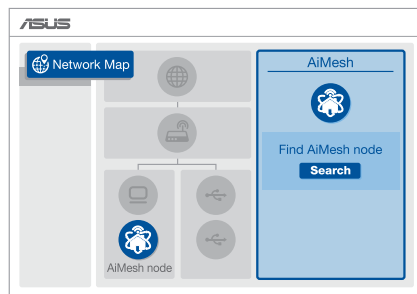 ASUS
Network Map
AiMesh
Find AiMesh node
Search
AiMesh node